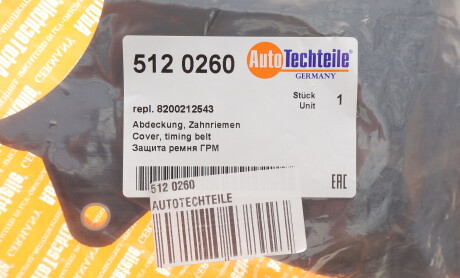 512 0260
AutoTechteile®
GERMANY
Stück
Unit 1
repl. 8200212543
Abdeckung, Zahnriemen
Cover, timing belt
Защита ремня ГРМ
EAC
512 0260
AUTOTECHTEILE